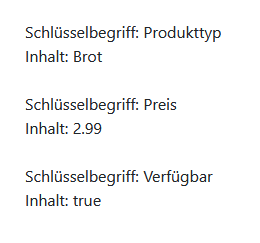 Schlüsselbegriff: Produkttyp
Inhalt: Brot
Schlüsselbegriff: Preis
Inhalt: 2.99
Schlüsselbegriff: Verfügbar
Inhalt: true